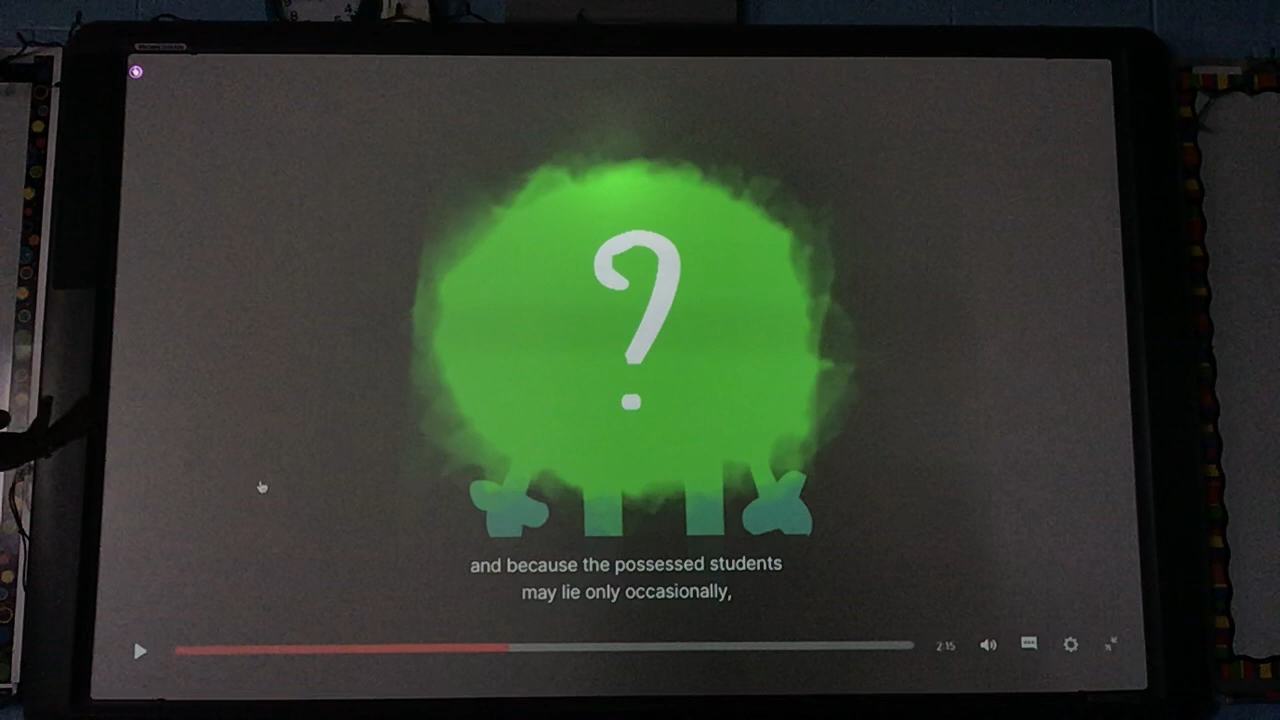 ?
and because the possessed students
may lie only occasionally,
2:15